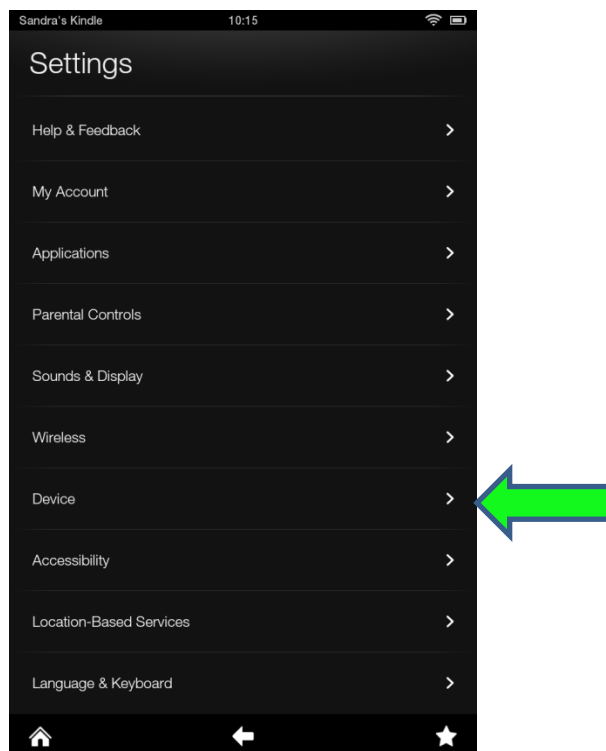 Sandra's Kindle 10:15
Settings
Help & Feedback
My Account
Applications
Parental Controls
Sounds & Display
Wireless
Device
Accessibility
Location-Based Services
Language & Keyboard